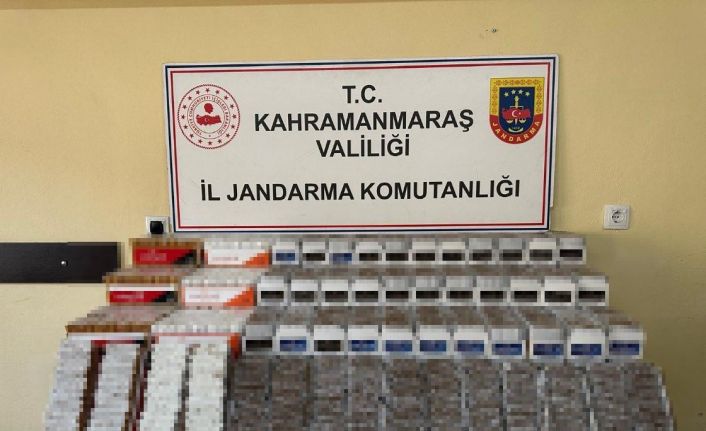 T.C.
KAHRAMANMARAŞ
VALİLİĞİ
İL JANDARMA KOMUTANLIĞI
JANDARMA